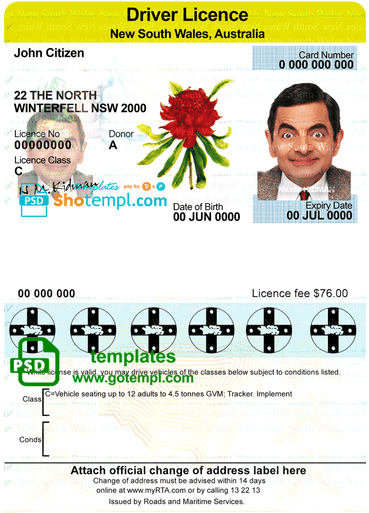 Driver Licence
New South Wales, Australia
John Citizen
Card Number
0 000 000 000
22 THE NORTH
WINTERFELL NSW 2000
Licence No
00000000
Donor
A
Licence Class
C
N.M. Kidman
templates
pay by
PSD
Shotempl.com
Nicole KIDMAN
Date of Birth
00 JUN 0000
Expiry Date
00 JUL 0000
00 000 000
Licence fee $76.00
PSD
templates
www.gotempl.com
While license is valid, you may drive vehicles of the classes below subject to conditions listed.
Class
C=Vehicle seating up to 12 adults to 4.5 tonnes GVM; Tracker, Implement
Conds
Attach official change of address label here
Change of address must be advised within 14 days
online at www.myRTA.com or by calling 13 22 13
Issued by Roads and Maritime Services.